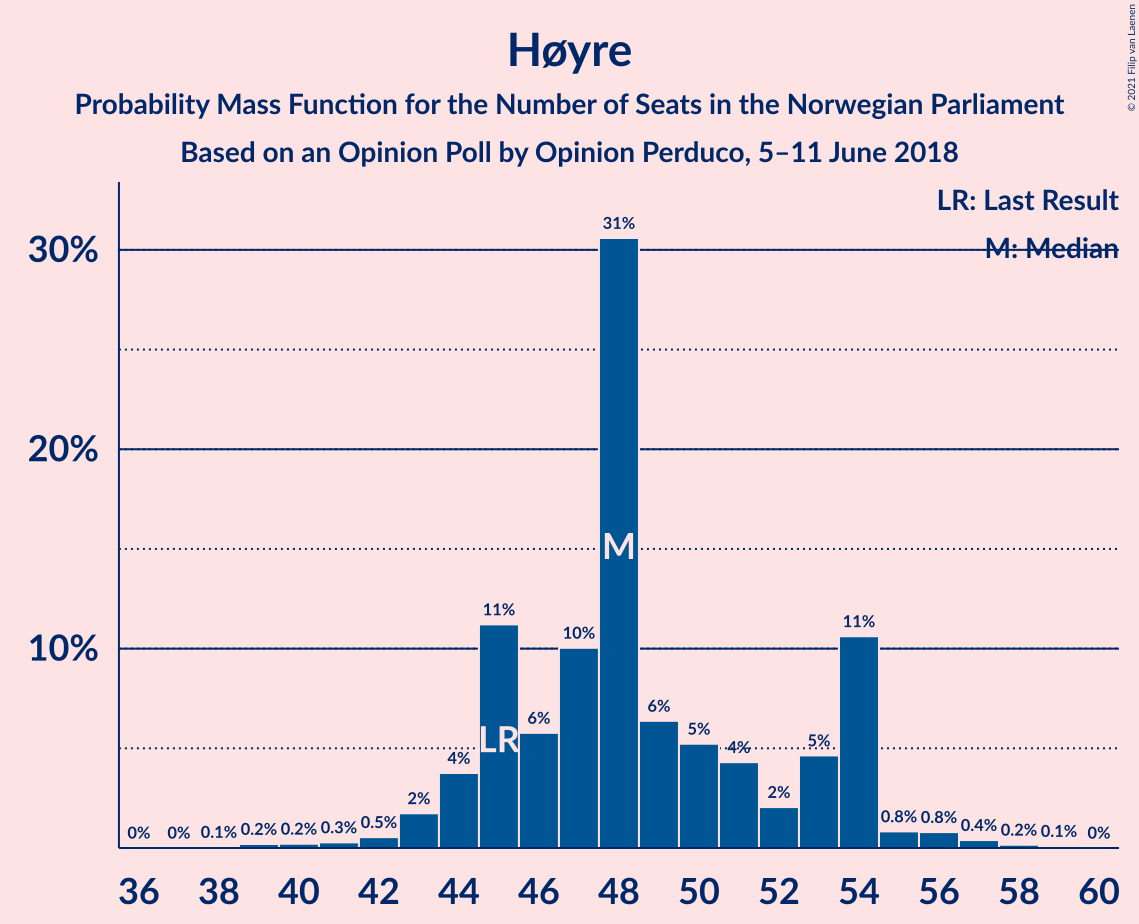 Høyre
Probability Mass Function for the Number of Seats in the Norwegian Parliament
Based on an Opinion Poll by Opinion Perduco, 5–11 June 2018
© 2021 Filip van Laenen
LR: Last Result
M: Median
30%
20%
10%
0% 0% 0.1% 0.2% 0.2% 0.3% 0.5% 2% 4% 11% 6% 10% 31% 6% 5% 4% 2% 5% 11% 0.8% 0.8% 0.4% 0.2% 0.1% 0%
LR M
36 38 40 42 44 46 48 50 52 54 56 58 60